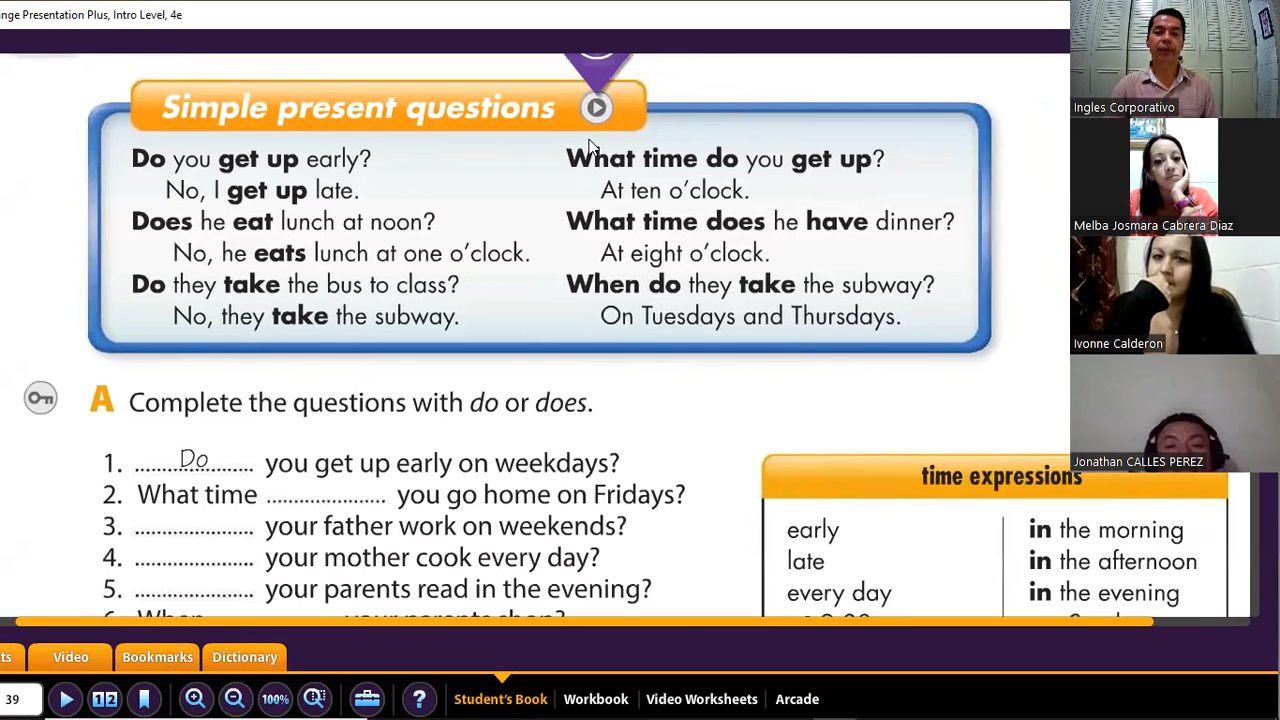 nge Presentation Plus, Intro Level, 4e
Simple present questions
Do you get up early?
No, I get up late.
Does he eat lunch at noon?
No, he eats lunch at one o'clock.
Do they take the bus to class?
No, they take the subway.
What time do you get up?
At ten o'clock.
What time does he have dinner?
At eight o'clock.
When do they take the subway?
On Tuesdays and Thursdays.
A Complete the questions with do or does.
1. Do you get up early on weekdays?
2. What time .................... you go home on Fridays?
3. .................... your father work on weekends?
4. .................... your mother cook every day?
5. .................... your parents read in the evening?
6. When .................... your parents shop?
time expressions
early
late
every day
in the morning
in the afternoon
in the evening
Ingles Corporativo
Melba Josmara Cabrera Diaz
Ivonne Calderon
Jonathan CALLES PEREZ
ts Video Bookmarks Dictionary
39 12 100% ? Student's Book Workbook Video Worksheets Arcade